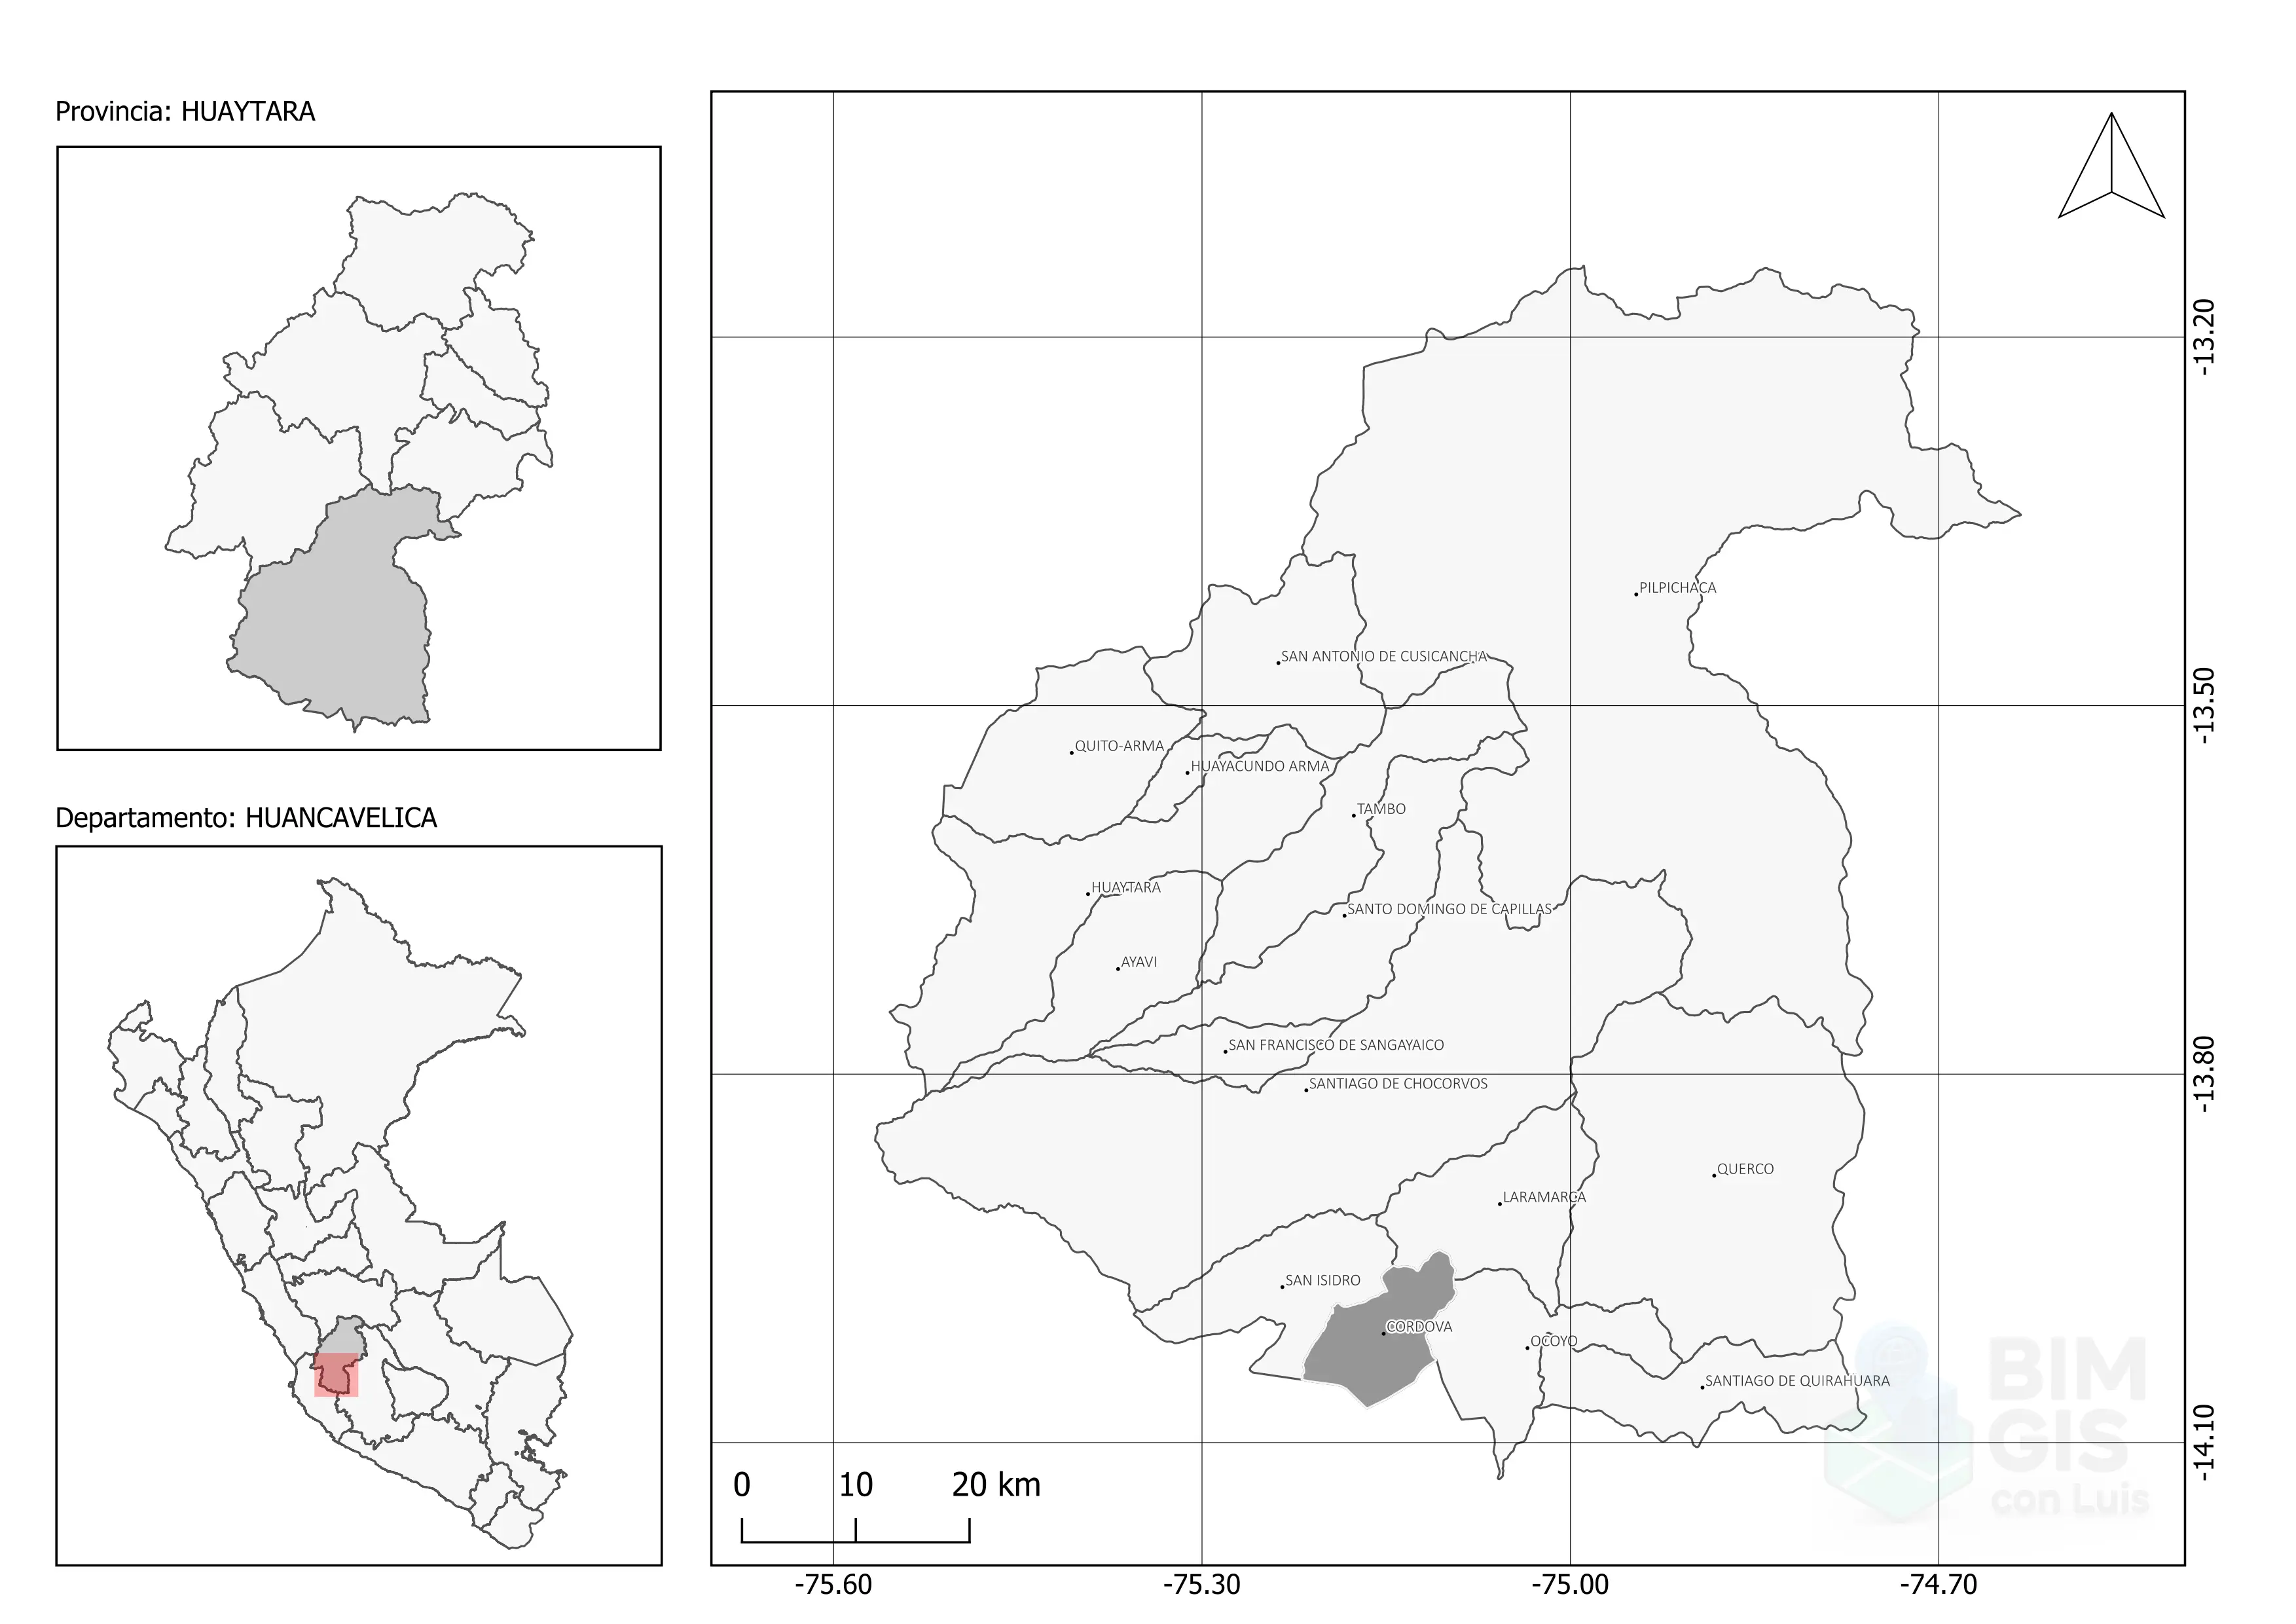 Provincia: HUAYTARA
Departamento: HUANCAVELICA
PILPICHACA
SAN ANTONIO DE CUSICANCHA
QUITO-ARMA
HUAYACUNDO ARMA
TAMBO
HUAYTARA
SANTO DOMINGO DE CAPILLAS
AYAVI
SAN FRANCISCO DE SANGAYAICO
SANTIAGO DE CHOCORVOS
QUERCO
LARAMARCA
SAN ISIDRO
CORDOVA
OCOYO
SANTIAGO DE QUIRAHUARA
-13.20
-13.50
-13.80
-14.10
0 10 20 km
-75.60 -75.30 -75.00 -74.70
BIM
GIS
con Luis